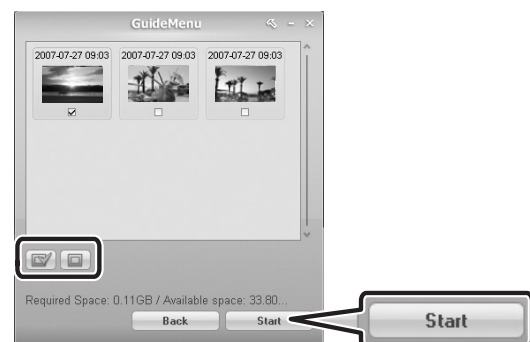 GuideMenu
2007-07-27 09:03 2007-07-27 09:03 2007-07-27 09:03
Required Space: 0.11GB / Available space: 33.80...
Back Start
Start